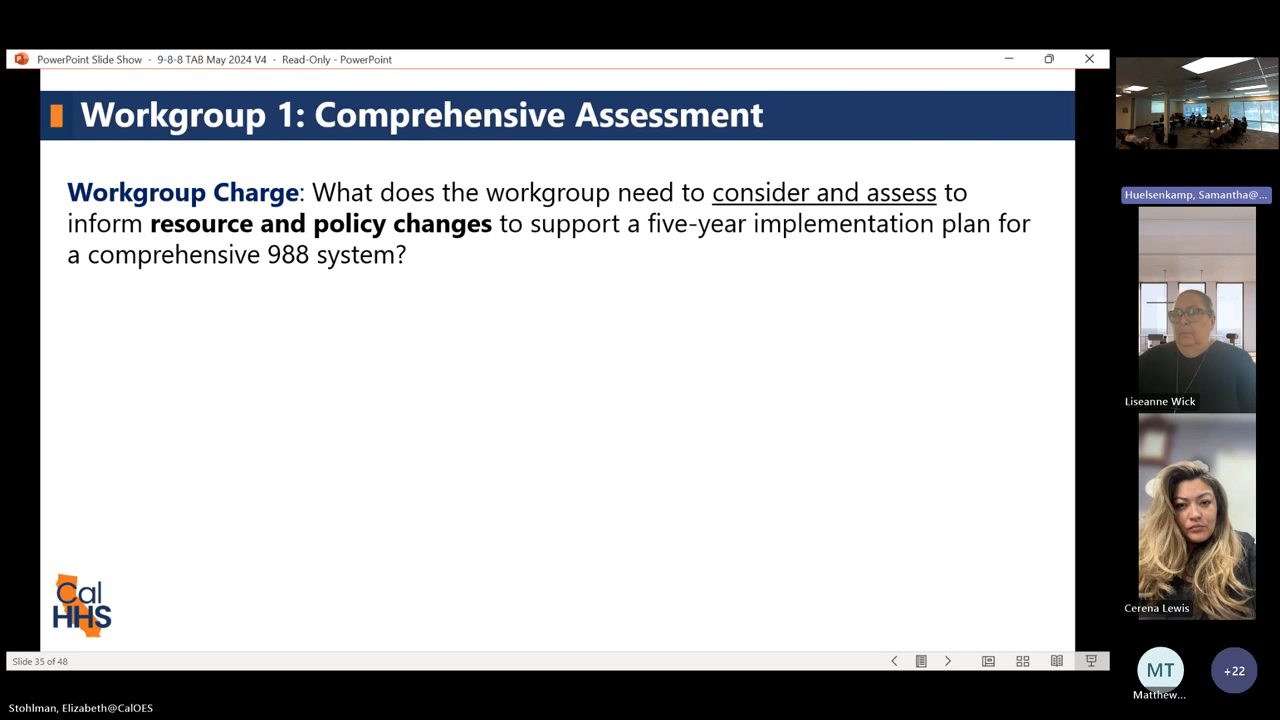 PowerPoint Slide Show - 9-8-8 TAB May 2024 V4 - Read-Only - PowerPoint
Workgroup 1: Comprehensive Assessment
Workgroup Charge: What does the workgroup need to consider and assess to
inform resource and policy changes to support a five-year implementation plan for
a comprehensive 988 system?
Cal
HHS
Slide 35 of 48
Huelsenkamp, Samantha@...
Liseanne Wick
Cerena Lewis
MT
Matthew...
+22
Stohlman, Elizabeth@CalOES